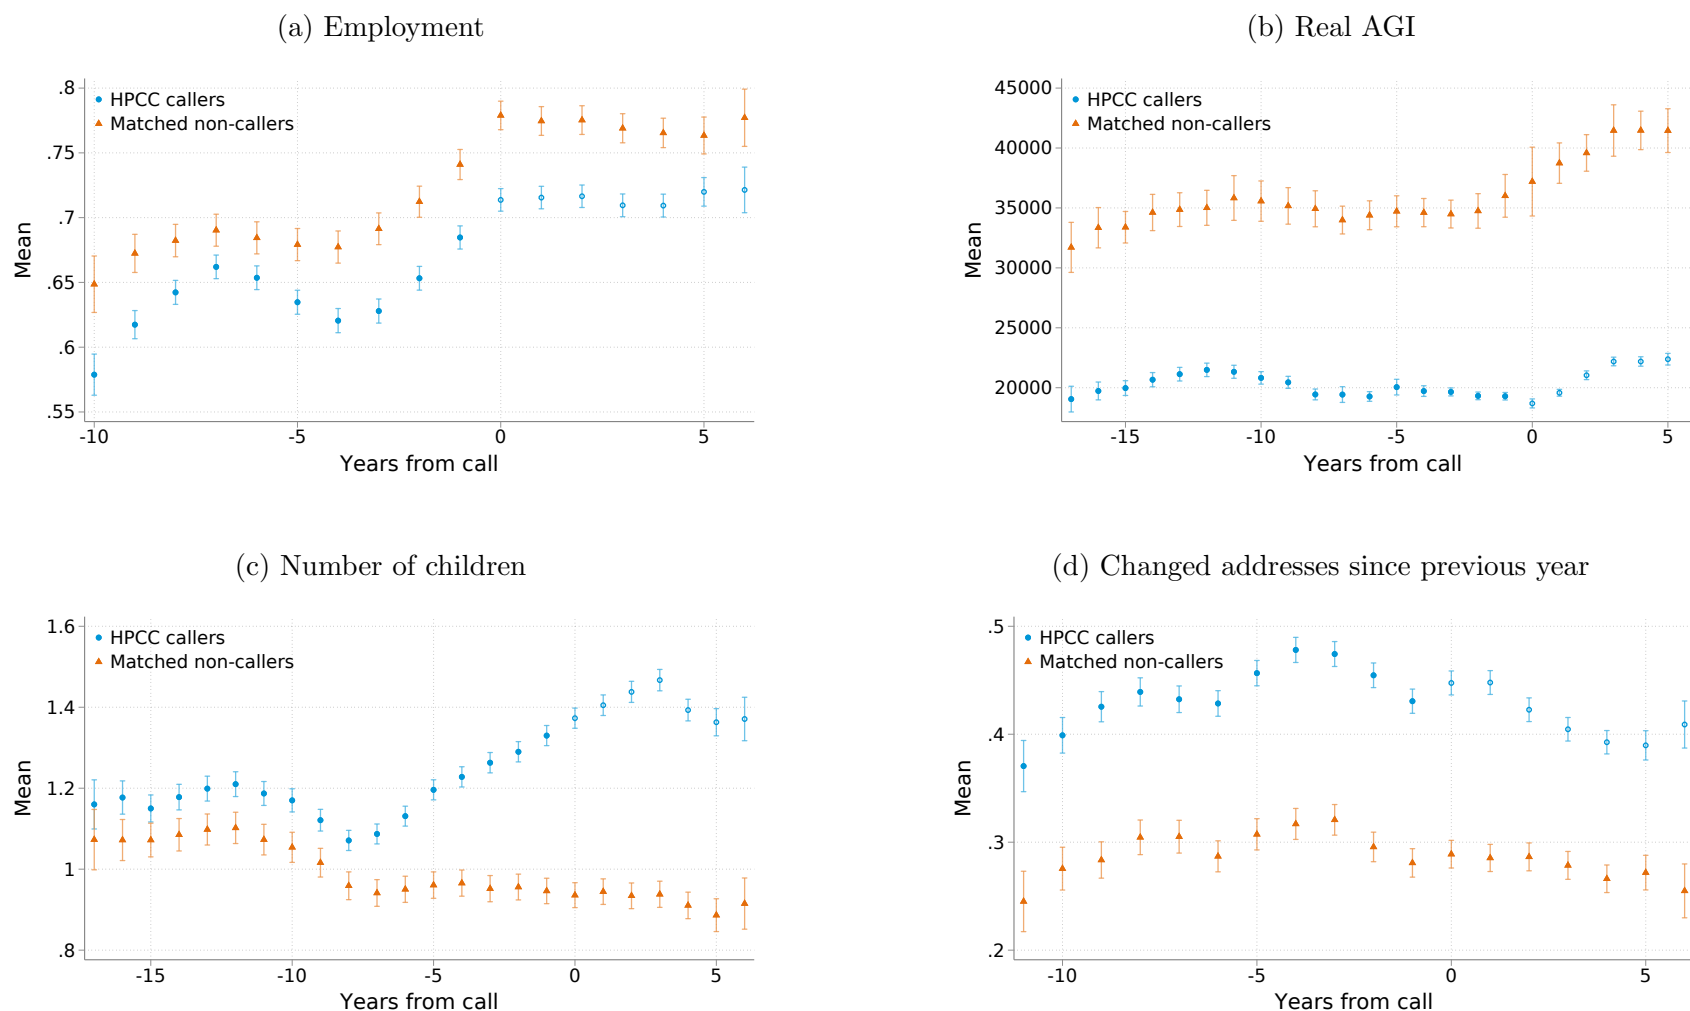 (a) Employment
.8
.75
.7
.65
.6
.55
Mean
HPCC callers
Matched non-callers
-10 -5 0 5
Years from call
(b) Real AGI
45000
40000
35000
30000
25000
20000
Mean
HPCC callers
Matched non-callers
-15 -10 -5 0 5
Years from call
(c) Number of children
1.6
1.4
1.2
1
.8
Mean
HPCC callers
Matched non-callers
-15 -10 -5 0 5
Years from call
(d) Changed addresses since previous year
.5
.4
.3
.2
Mean
HPCC callers
Matched non-callers
-10 -5 0 5
Years from call